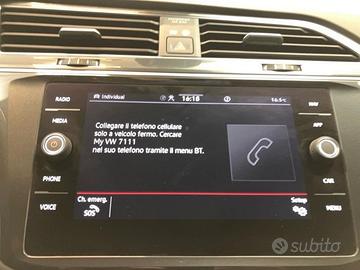 RADIO
MEDIA
PHONE
VOICE
NAV
APP
CAR
MENU
Individual
16:15
16.5°C
Collegare il telefono cellulare
solo a veicolo fermo. Cercare
My VW 7111
nel suo telefono tramite il menu BT.
Ch. emerg.
SOS
Setup
subito